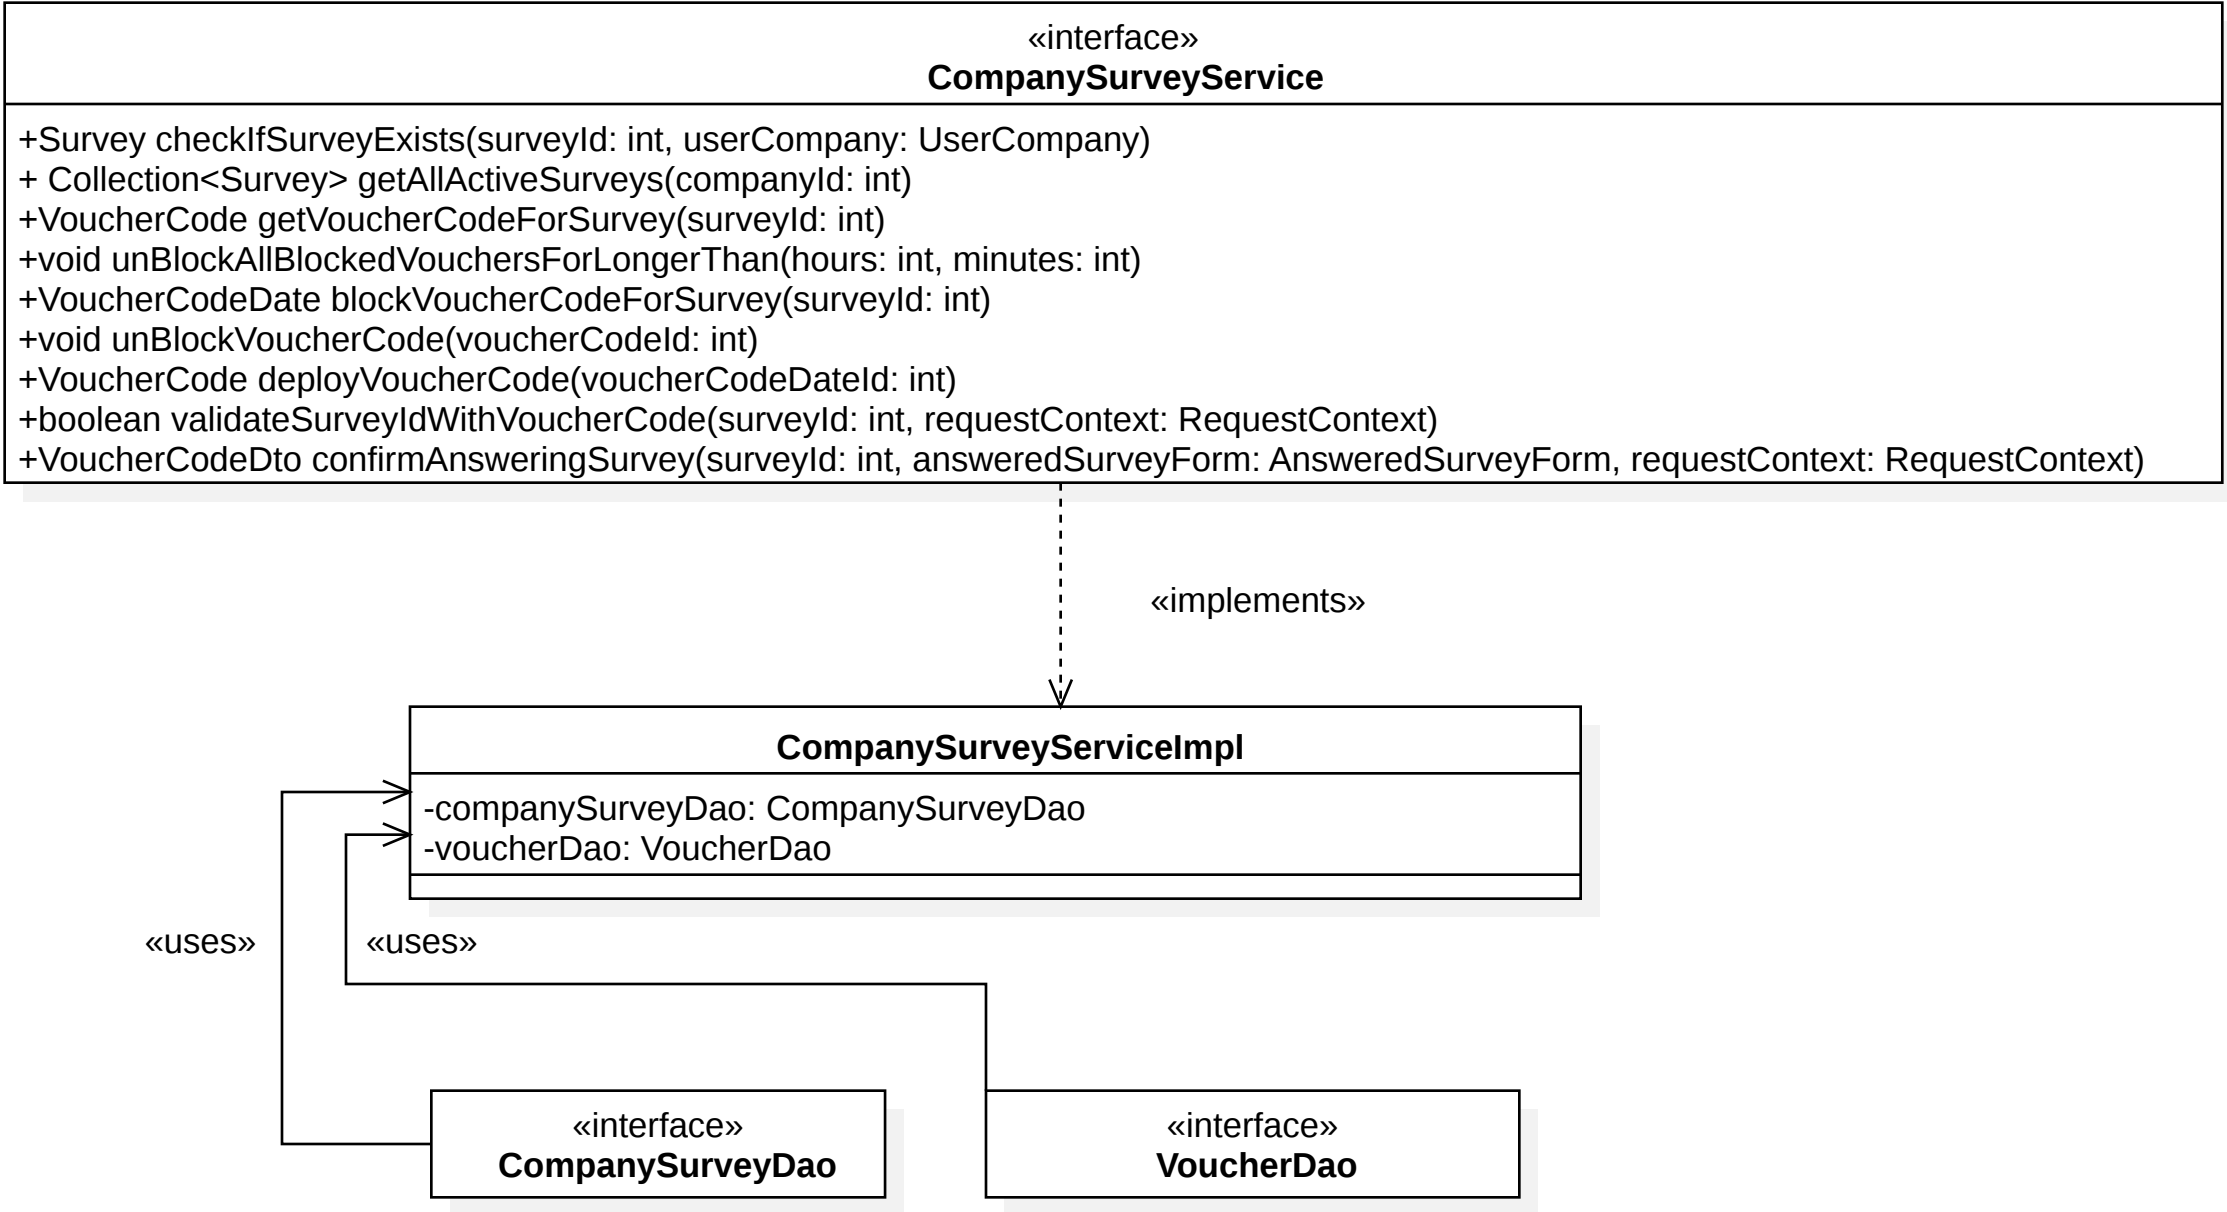 «interface»
CompanySurveyService
+Survey checkIfSurveyExists(surveyId: int, userCompany: UserCompany)
+ Collection<Survey> getAllActiveSurveys(companyId: int)
+VoucherCode getVoucherCodeForSurvey(surveyId: int)
+void unBlockAllBlockedVouchersForLongerThan(hours: int, minutes: int)
+VoucherCodeDate blockVoucherCodeForSurvey(surveyId: int)
+void unBlockVoucherCode(voucherCodeId: int)
+VoucherCode deployVoucherCode(voucherCodeDateId: int)
+boolean validateSurveyIdWithVoucherCode(surveyId: int, requestContext: RequestContext)
+VoucherCodeDto confirmAnsweringSurvey(surveyId: int, answeredSurveyForm: AnsweredSurveyForm, requestContext: RequestContext)
«implements»
CompanySurveyServiceImpl
-companySurveyDao: CompanySurveyDao
-voucherDao: VoucherDao
«uses»
«uses»
«interface»
CompanySurveyDao
«interface»
VoucherDao